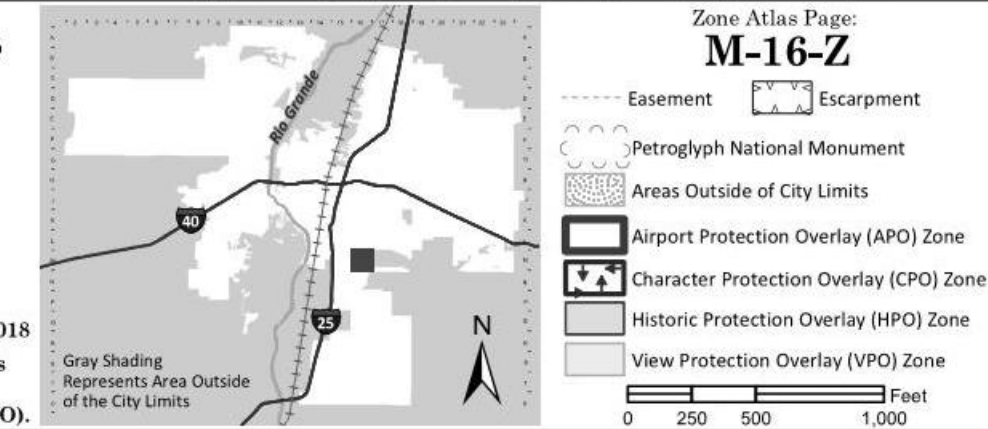 018
s
O).
Rio Grande
40
25
N
Gray Shading
Represents Area Outside
of the City Limits
Zone Atlas Page:
M-16-Z
Easement
Escarpment
Petroglyph National Monument
Areas Outside of City Limits
Airport Protection Overlay (APO) Zone
Character Protection Overlay (CPO) Zone
Historic Protection Overlay (HPO) Zone
View Protection Overlay (VPO) Zone
Feet
0 250 500 1,000